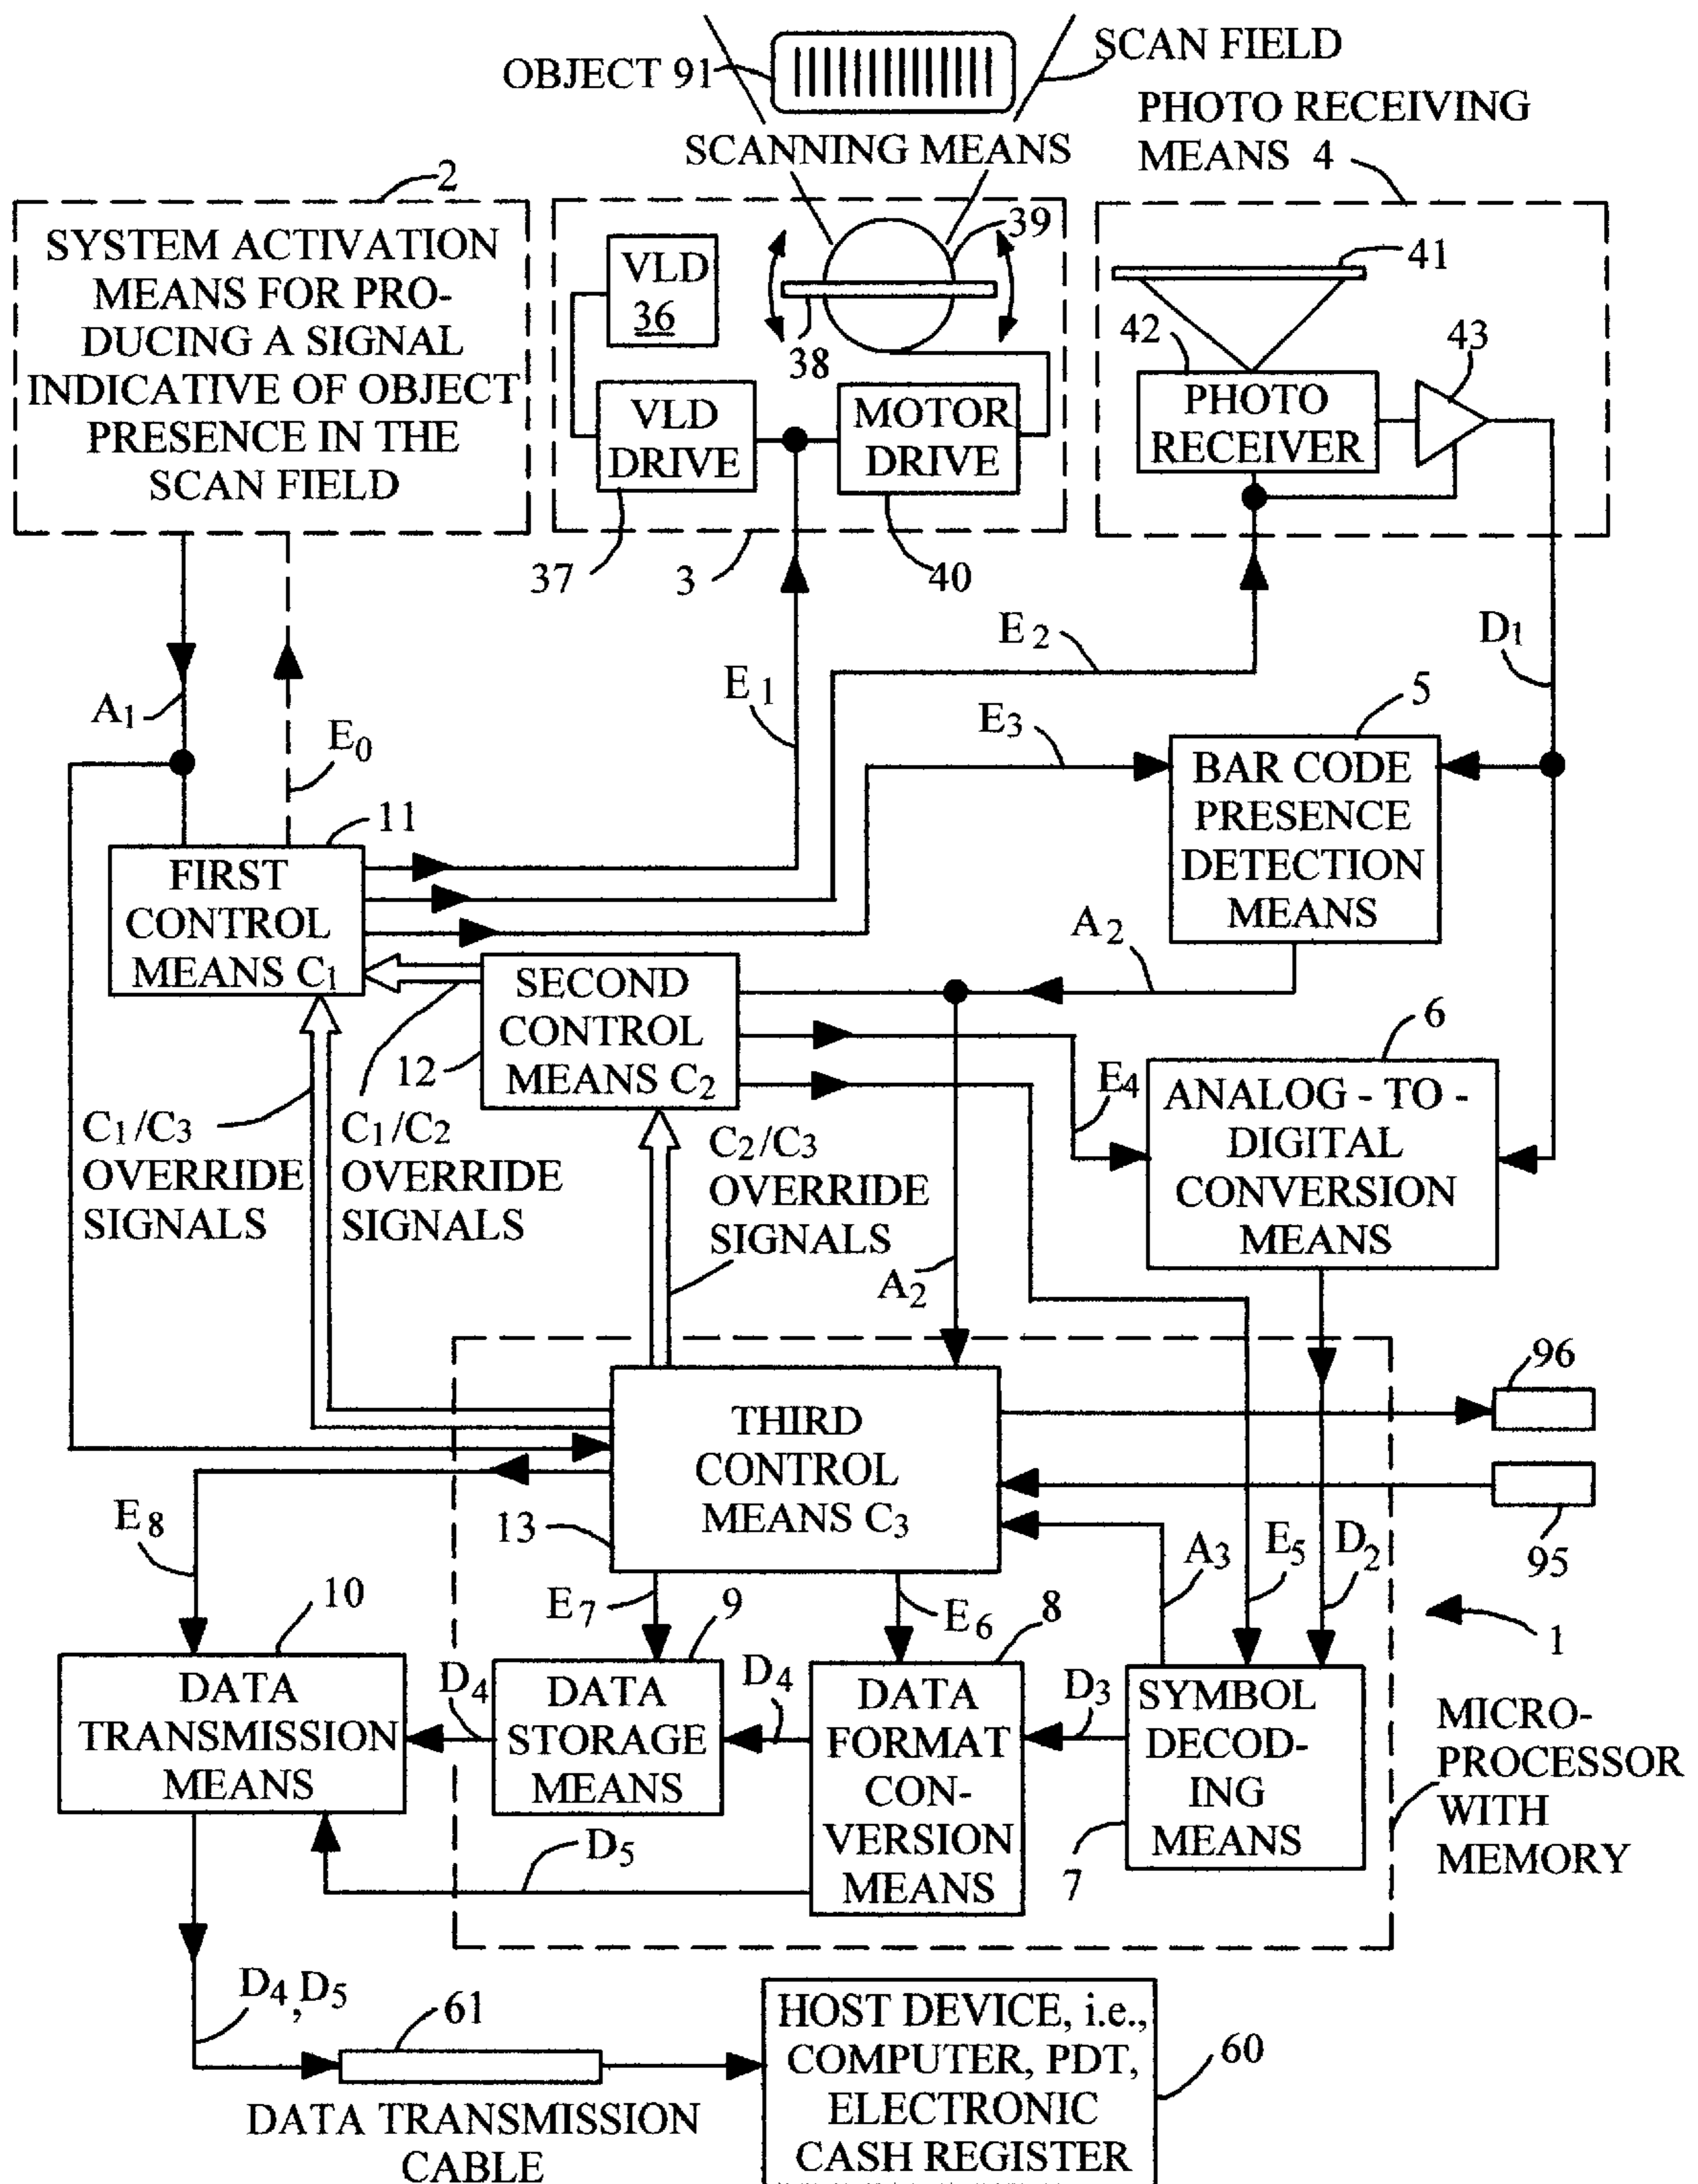 OBJECT 91
SCAN FIELD
PHOTO RECEIVING
MEANS 4
SCANNING MEANS
2
SYSTEM ACTIVATION
MEANS FOR PRO-
DUCING A SIGNAL
INDICATIVE OF OBJECT
PRESENCE IN THE
SCAN FIELD
VLD
36
39
38
VLD
DRIVE
MOTOR
DRIVE
37
3
40
41
42
43
PHOTO
RECEIVER
A1
E0
E1
E2
E3
D1
5
BAR CODE
PRESENCE
DETECTION
MEANS
11
FIRST
CONTROL
MEANS C1
A2
SECOND
CONTROL
MEANS C2
12
6
E4
ANALOG - TO -
DIGITAL
CONVERSION
MEANS
C1/C3
OVERRIDE
SIGNALS
C1/C2
OVERRIDE
SIGNALS
C2/C3
OVERRIDE
SIGNALS
A2
96
THIRD
CONTROL
MEANS C3
13
95
E8
A3
E5
D2
E7
E6
10
9
8
1
DATA
TRANSMISSION
MEANS
D4
DATA
STORAGE
MEANS
D4
DATA
FORMAT
CON-
VERSION
MEANS
D3
SYMBOL
DECOD-
ING
MEANS
7
MICRO-
PROCESSOR
WITH
MEMORY
D5
D4,D5
61
DATA TRANSMISSION
CABLE
HOST DEVICE, i.e.,
COMPUTER, PDT,
ELECTRONIC
CASH REGISTER
60